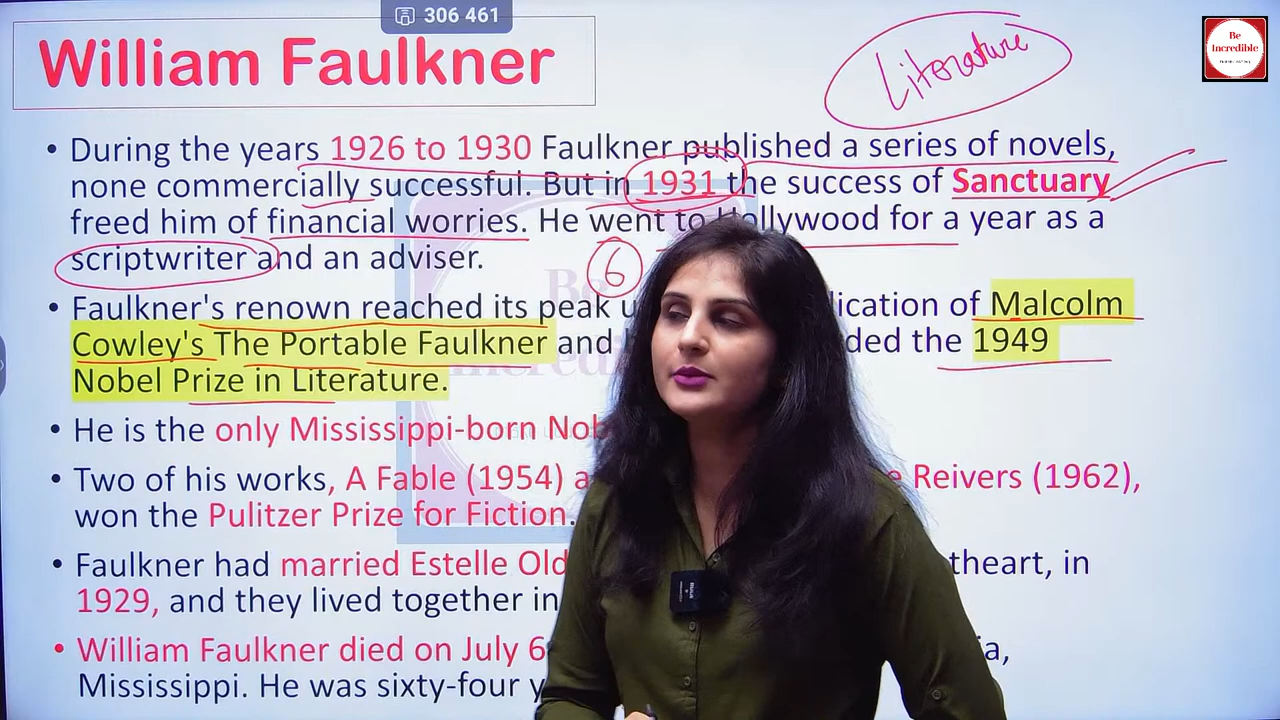 306 461
William Faulkner
Literature
Be
Incredible
• During the years 1926 to 1930 Faulkner published a series of novels,
none commercially successful. But in 1931 the success of Sanctuary
freed him of financial worries. He went to Hollywood for a year as a
scriptwriter and an adviser.
6
• Faulkner's renown reached its peak u lication of Malcolm
Cowley's The Portable Faulkner and ded the 1949
Nobel Prize in Literature.
• He is the only Mississippi-born Nob
• Two of his works, A Fable (1954) a e Reivers (1962),
won the Pulitzer Prize for Fiction.
• Faulkner had married Estelle Old theart, in
1929, and they lived together in
• William Faulkner died on July 6 a,
Mississippi. He was sixty-four y